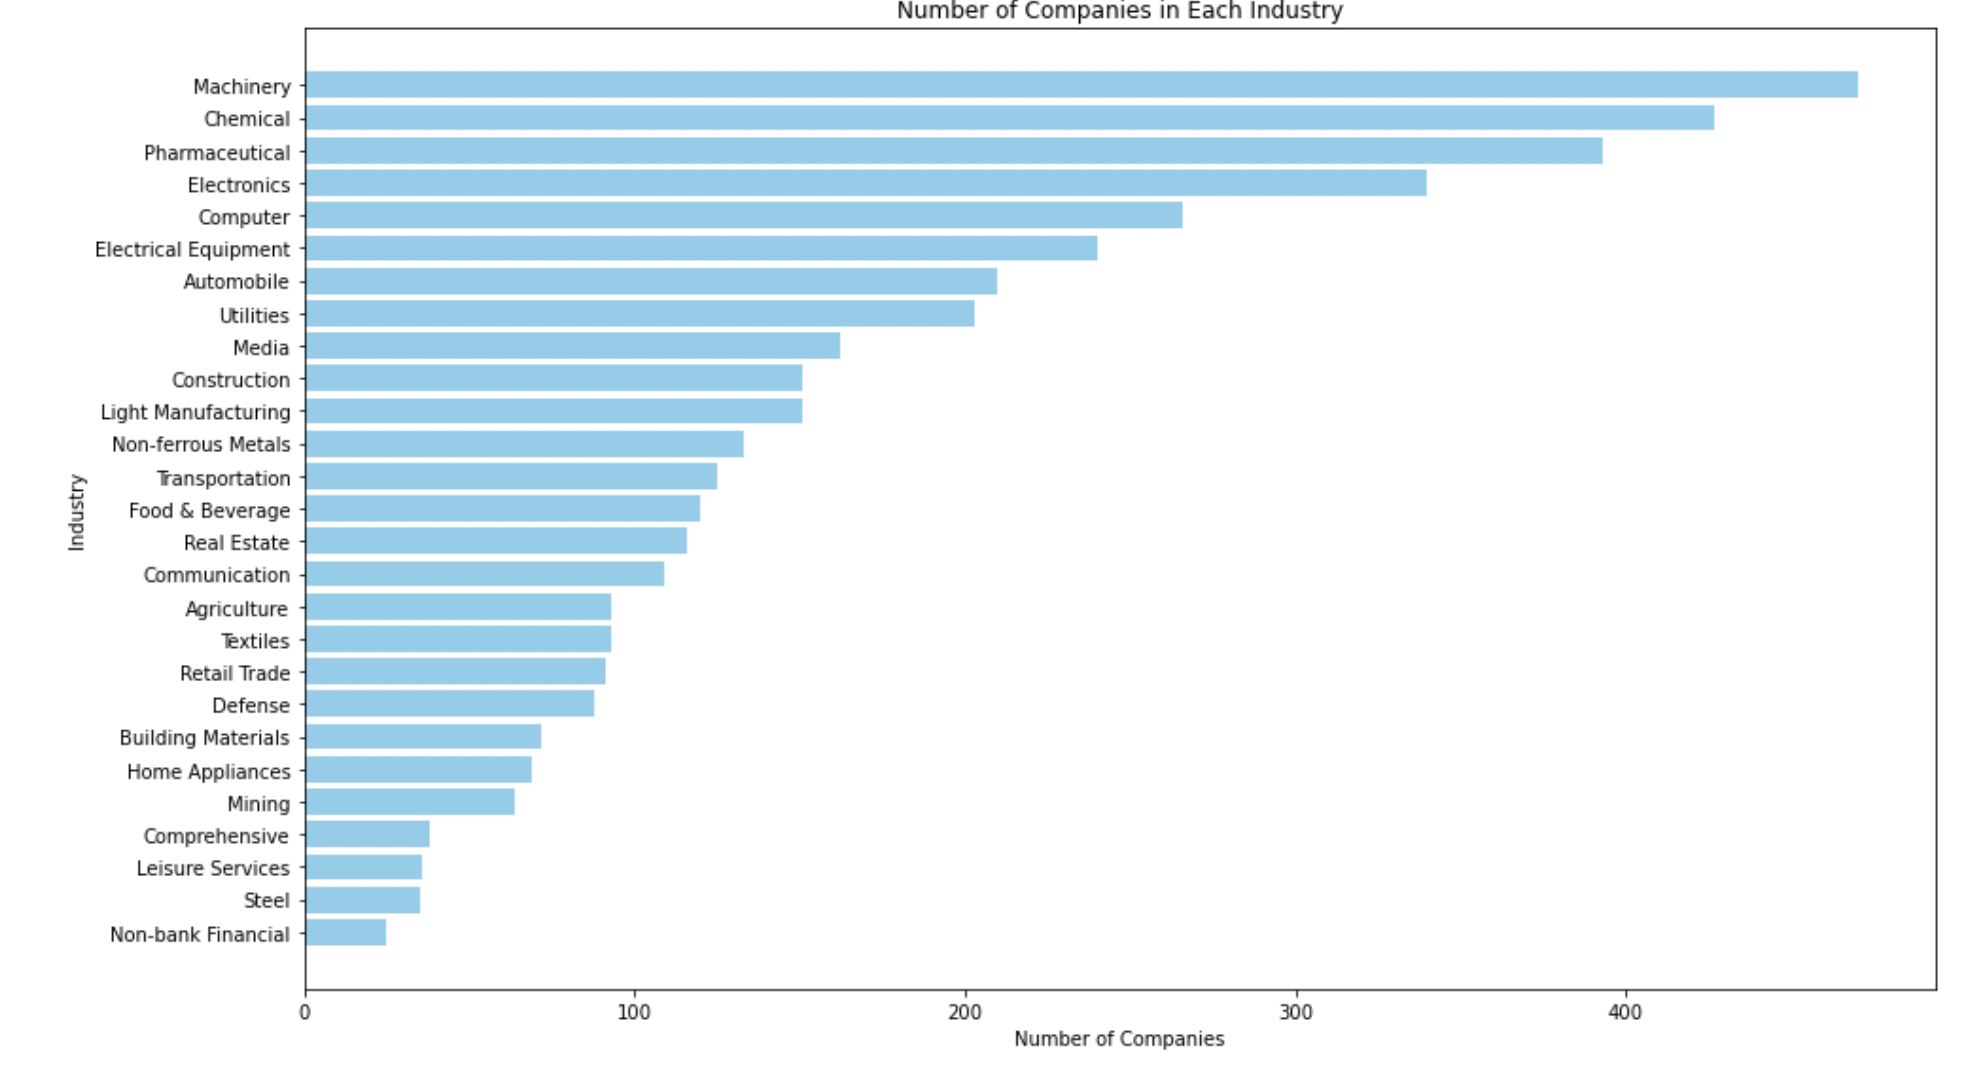 Number of Companies in Each Industry
Machinery
Chemical
Pharmaceutical
Electronics
Computer
Electrical Equipment
Automobile
Utilities
Media
Construction
Light Manufacturing
Non-ferrous Metals
Transportation
Food & Beverage
Real Estate
Communication
Agriculture
Textiles
Retail Trade
Defense
Building Materials
Home Appliances
Mining
Comprehensive
Leisure Services
Steel
Non-bank Financial
Industry
0 100 200 300 400
Number of Companies